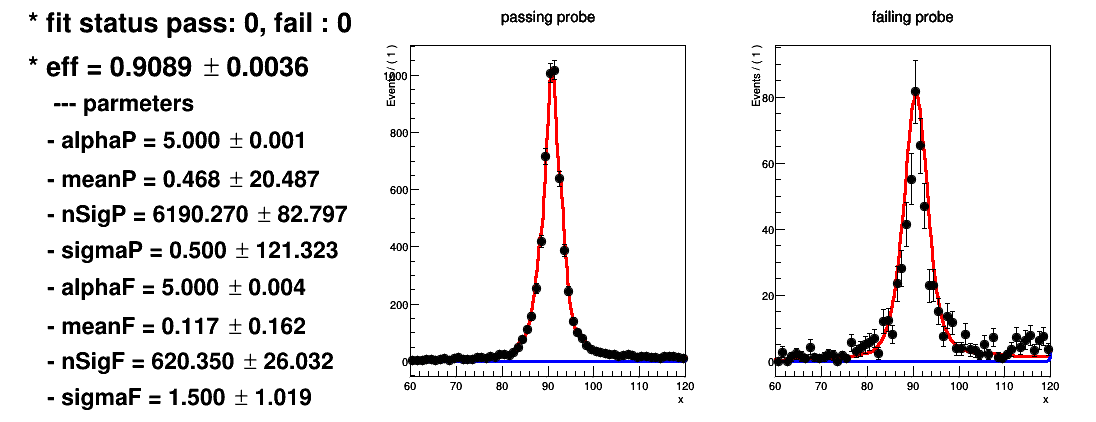 * fit status pass: 0, fail : 0
* eff = 0.9089 ± 0.0036
--- parmeters
- alphaP = 5.000 ± 0.001
- meanP = 0.468 ± 20.487
- nSigP = 6190.270 ± 82.797
- sigmaP = 0.500 ± 121.323
- alphaF = 5.000 ± 0.004
- meanF = 0.117 ± 0.162
- nSigF = 620.350 ± 26.032
- sigmaF = 1.500 ± 1.019
passing probe
Events / ( 1 )
1000
800
600
400
200
0
60 70 80 90 100 110 120
x
failing probe
Events / ( 1 )
80
60
40
20
0
60 70 80 90 100 110 120
x